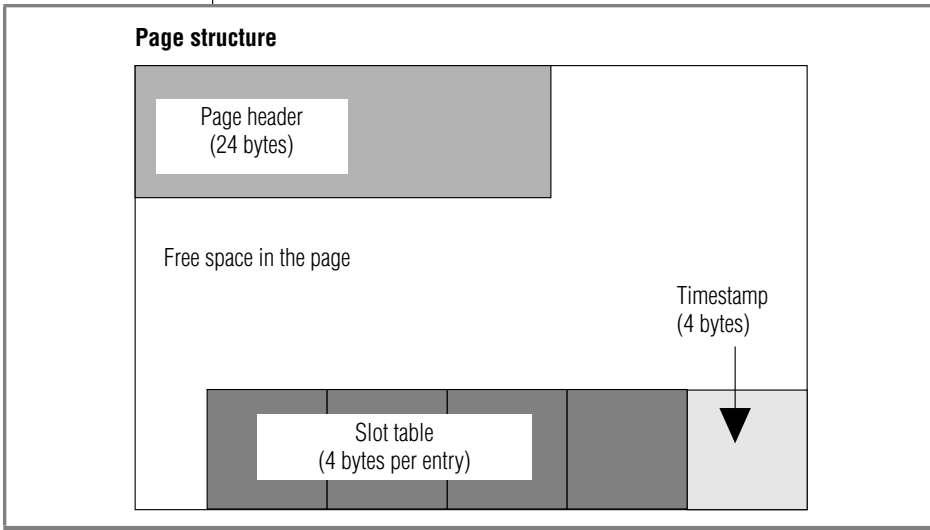 Page structure
Page header
(24 bytes)
Free space in the page
Timestamp
(4 bytes)
Slot table
(4 bytes per entry)